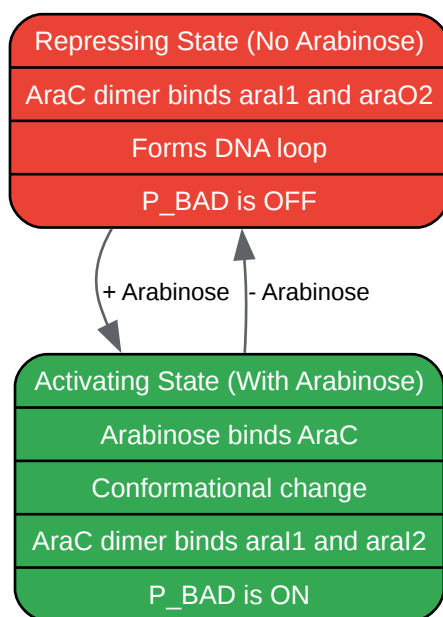 Repressing State (No Arabinose)
AraC dimer binds araI1 and araO2
Forms DNA loop
P_BAD is OFF
+ Arabinose
- Arabinose
Activating State (With Arabinose)
Arabinose binds AraC
Conformational change
AraC dimer binds araI1 and araI2
P_BAD is ON